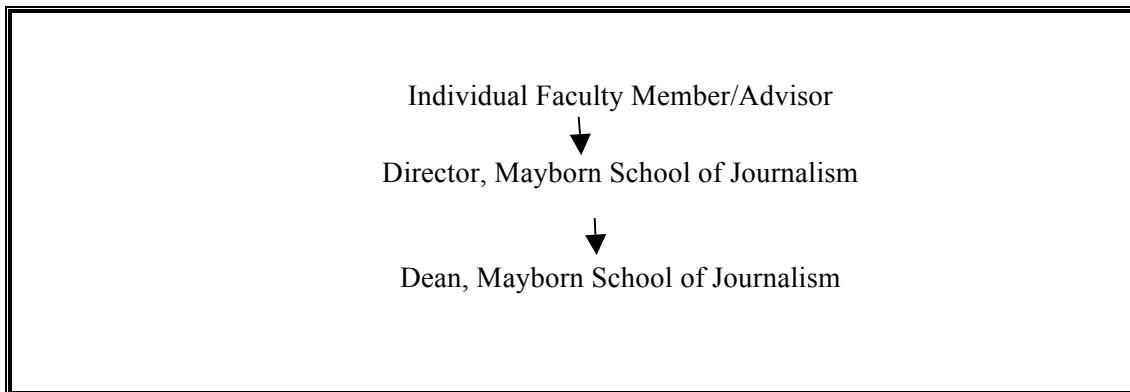 Individual Faculty Member/Advisor
Director, Mayborn School of Journalism
Dean, Mayborn School of Journalism